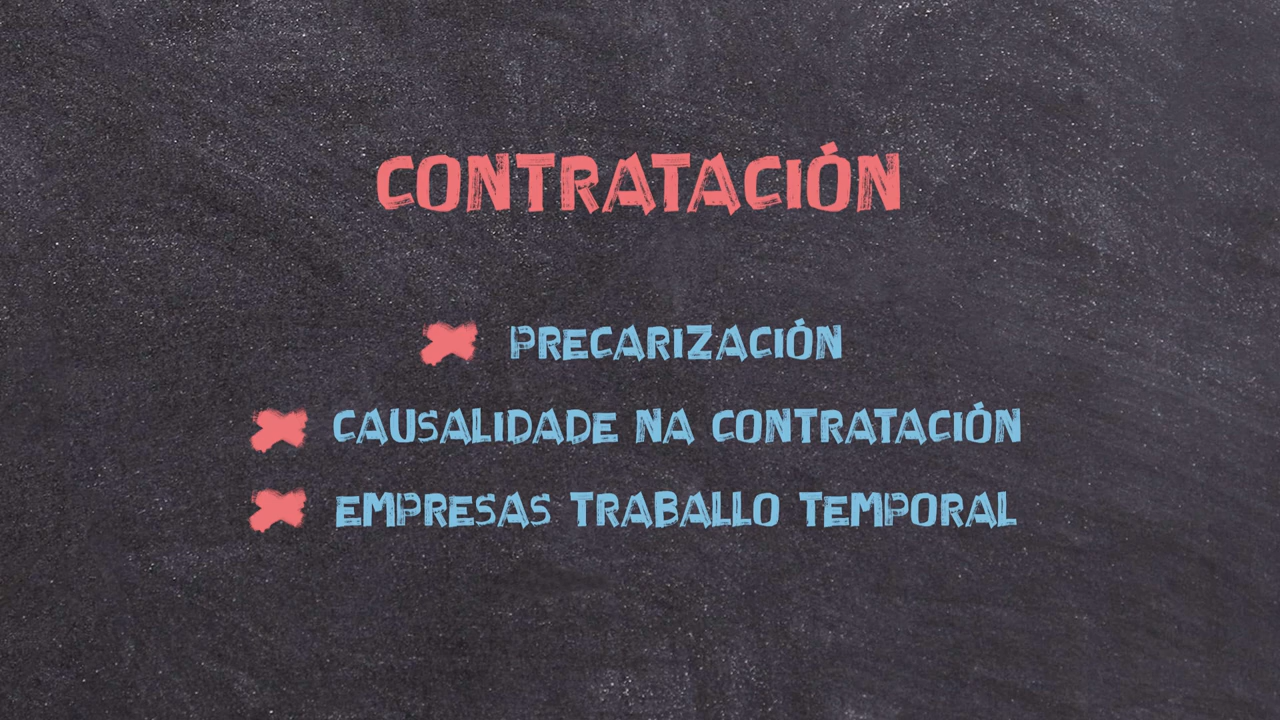 CONTRATACIÓN
PRECARIZACIÓN
CAUSALIDADE NA CONTRATACIÓN
EMPRESAS TRABALLO TEMPORAL